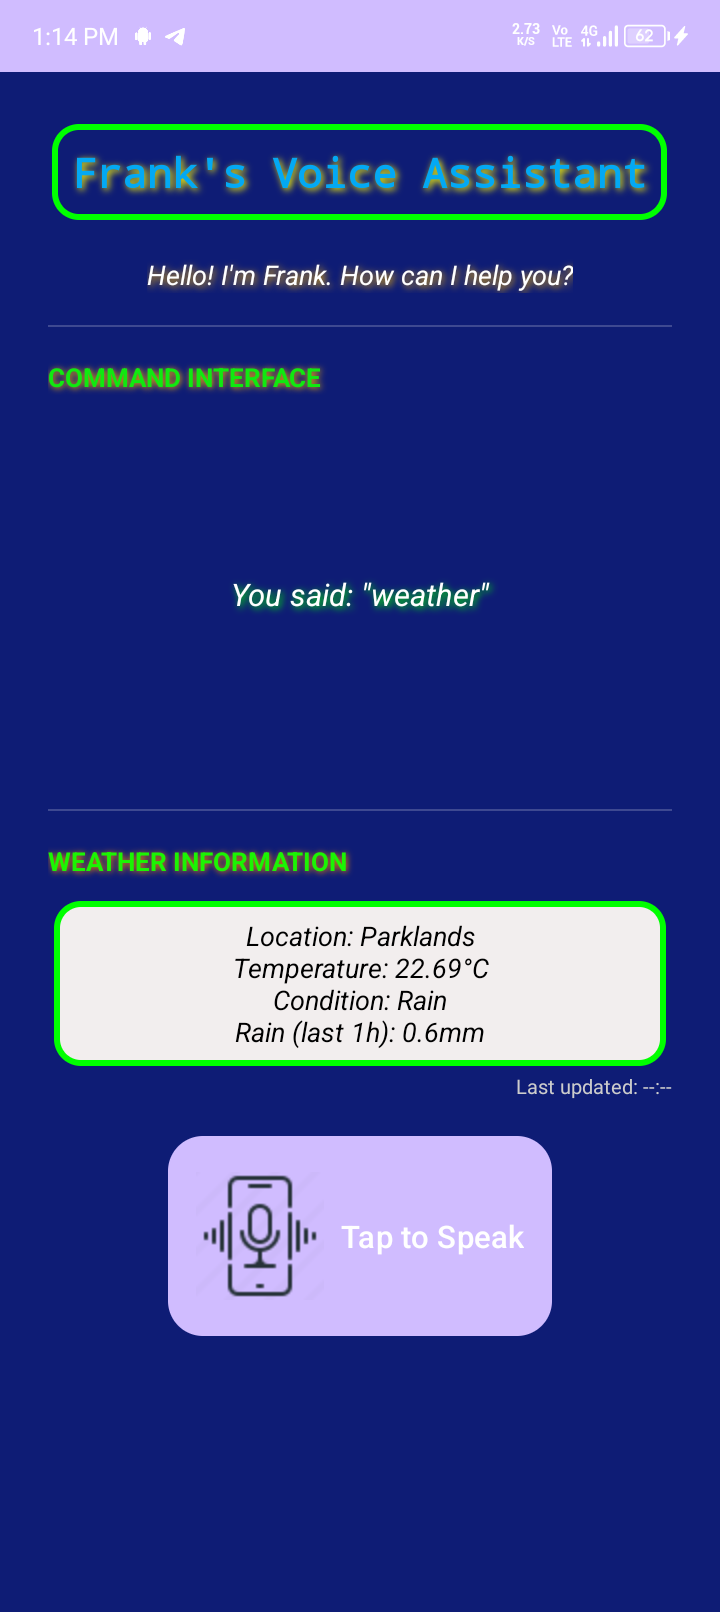 1:14 PM
2.73 K/S Vo LTE 4G 62
Frank's Voice Assistant
Hello! I'm Frank. How can I help you?
COMMAND INTERFACE
You said: "weather"
WEATHER INFORMATION
Location: Parklands
Temperature: 22.69°C
Condition: Rain
Rain (last 1h): 0.6mm
Last updated: --:--
Tap to Speak